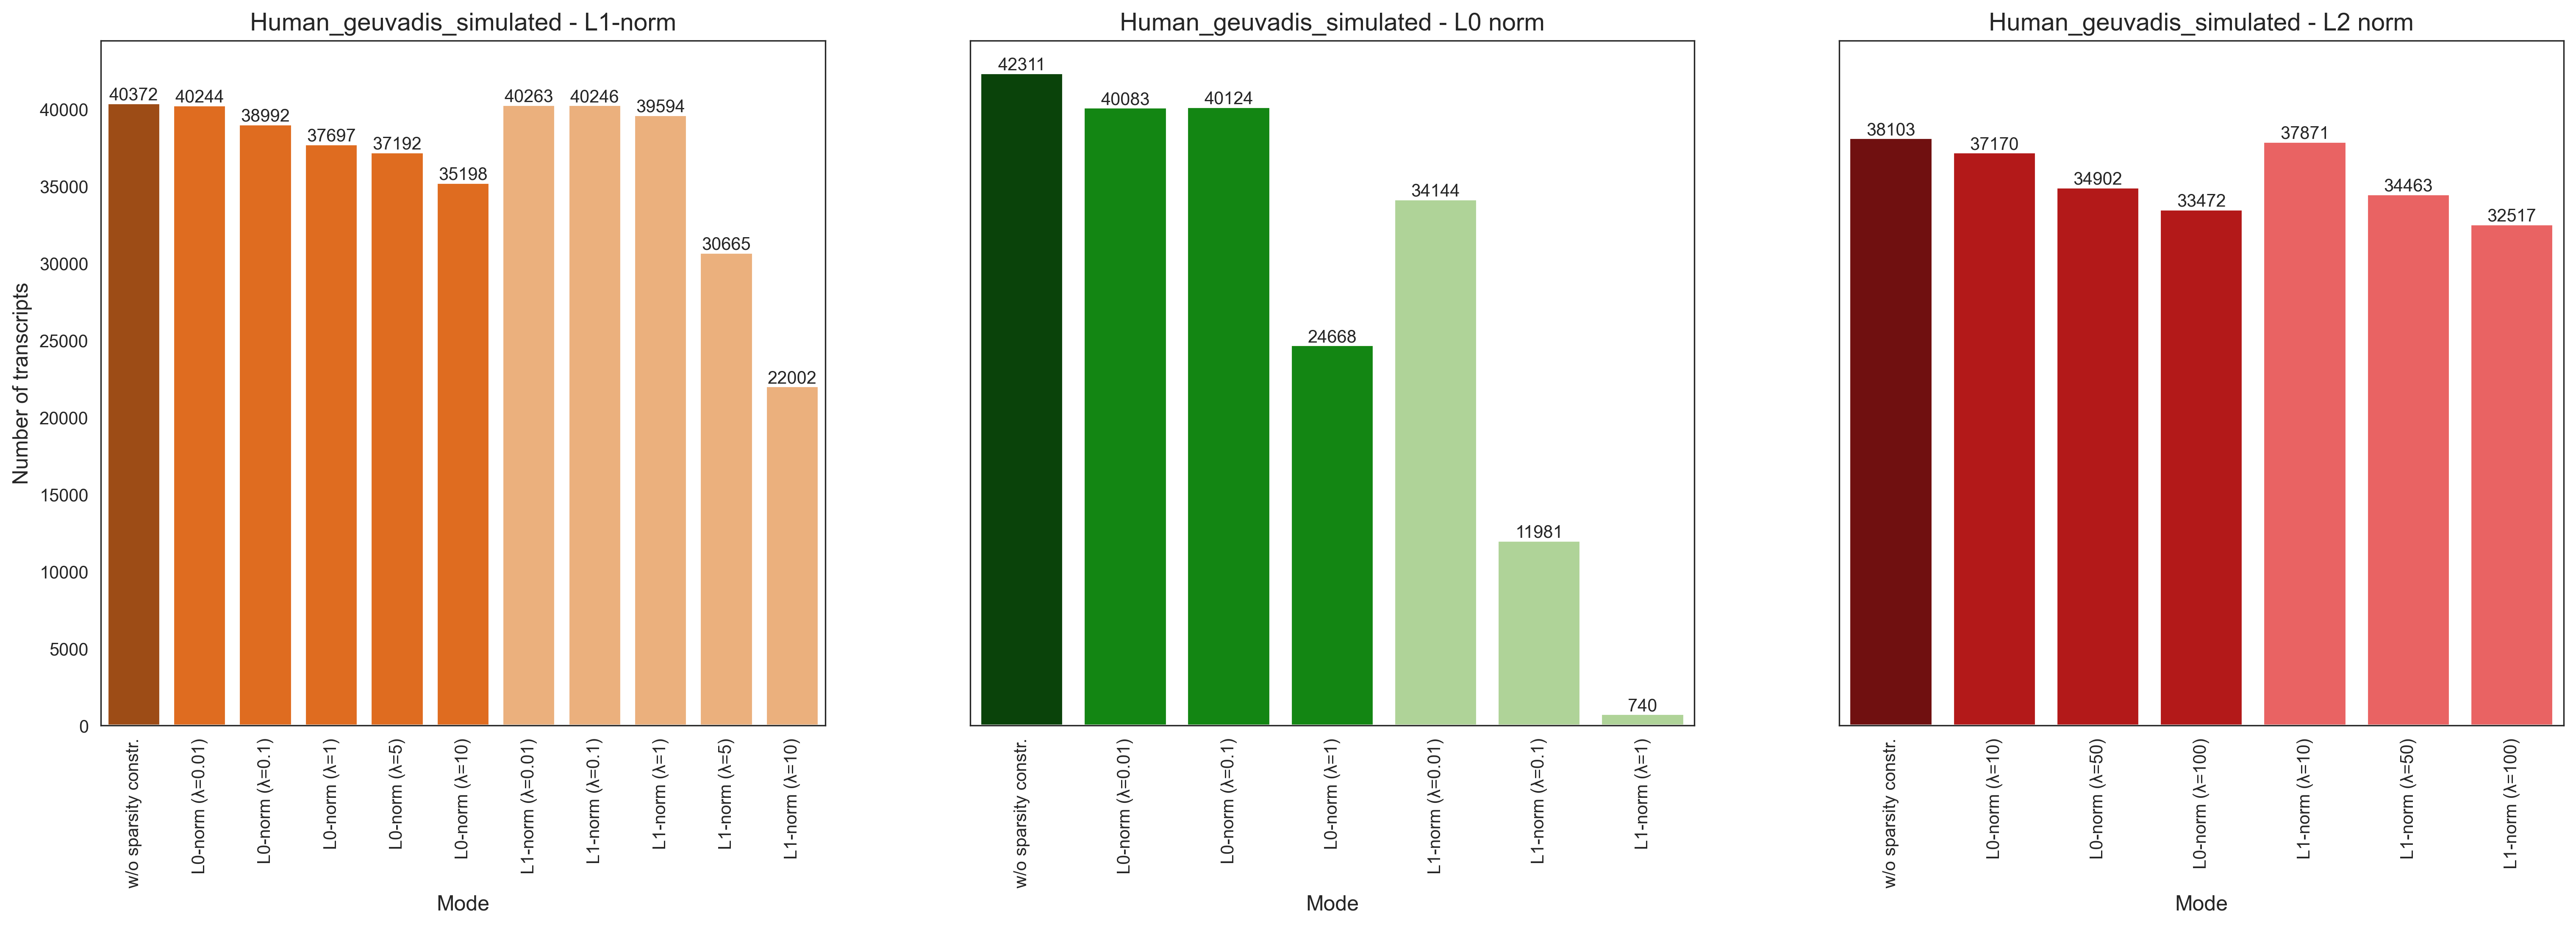 Human_geuvadis_simulated - L1-norm
Number of transcripts
40000
35000
30000
25000
20000
15000
10000
5000
0
40372
40244
38992
37697
37192
35198
40263
40246
39594
30665
22002
w/o sparsity constr.
L0-norm (λ=0.01)
L0-norm (λ=0.1)
L0-norm (λ=1)
L0-norm (λ=5)
L0-norm (λ=10)
L1-norm (λ=0.01)
L1-norm (λ=0.1)
L1-norm (λ=1)
L1-norm (λ=5)
L1-norm (λ=10)
Mode
Human_geuvadis_simulated - L0 norm
42311
40083
40124
24668
34144
11981
740
w/o sparsity constr.
L0-norm (λ=0.01)
L0-norm (λ=0.1)
L0-norm (λ=1)
L1-norm (λ=0.01)
L1-norm (λ=0.1)
L1-norm (λ=1)
Mode
Human_geuvadis_simulated - L2 norm
38103
37170
34902
33472
37871
34463
32517
w/o sparsity constr.
L0-norm (λ=10)
L0-norm (λ=50)
L0-norm (λ=100)
L1-norm (λ=10)
L1-norm (λ=50)
L1-norm (λ=100)
Mode